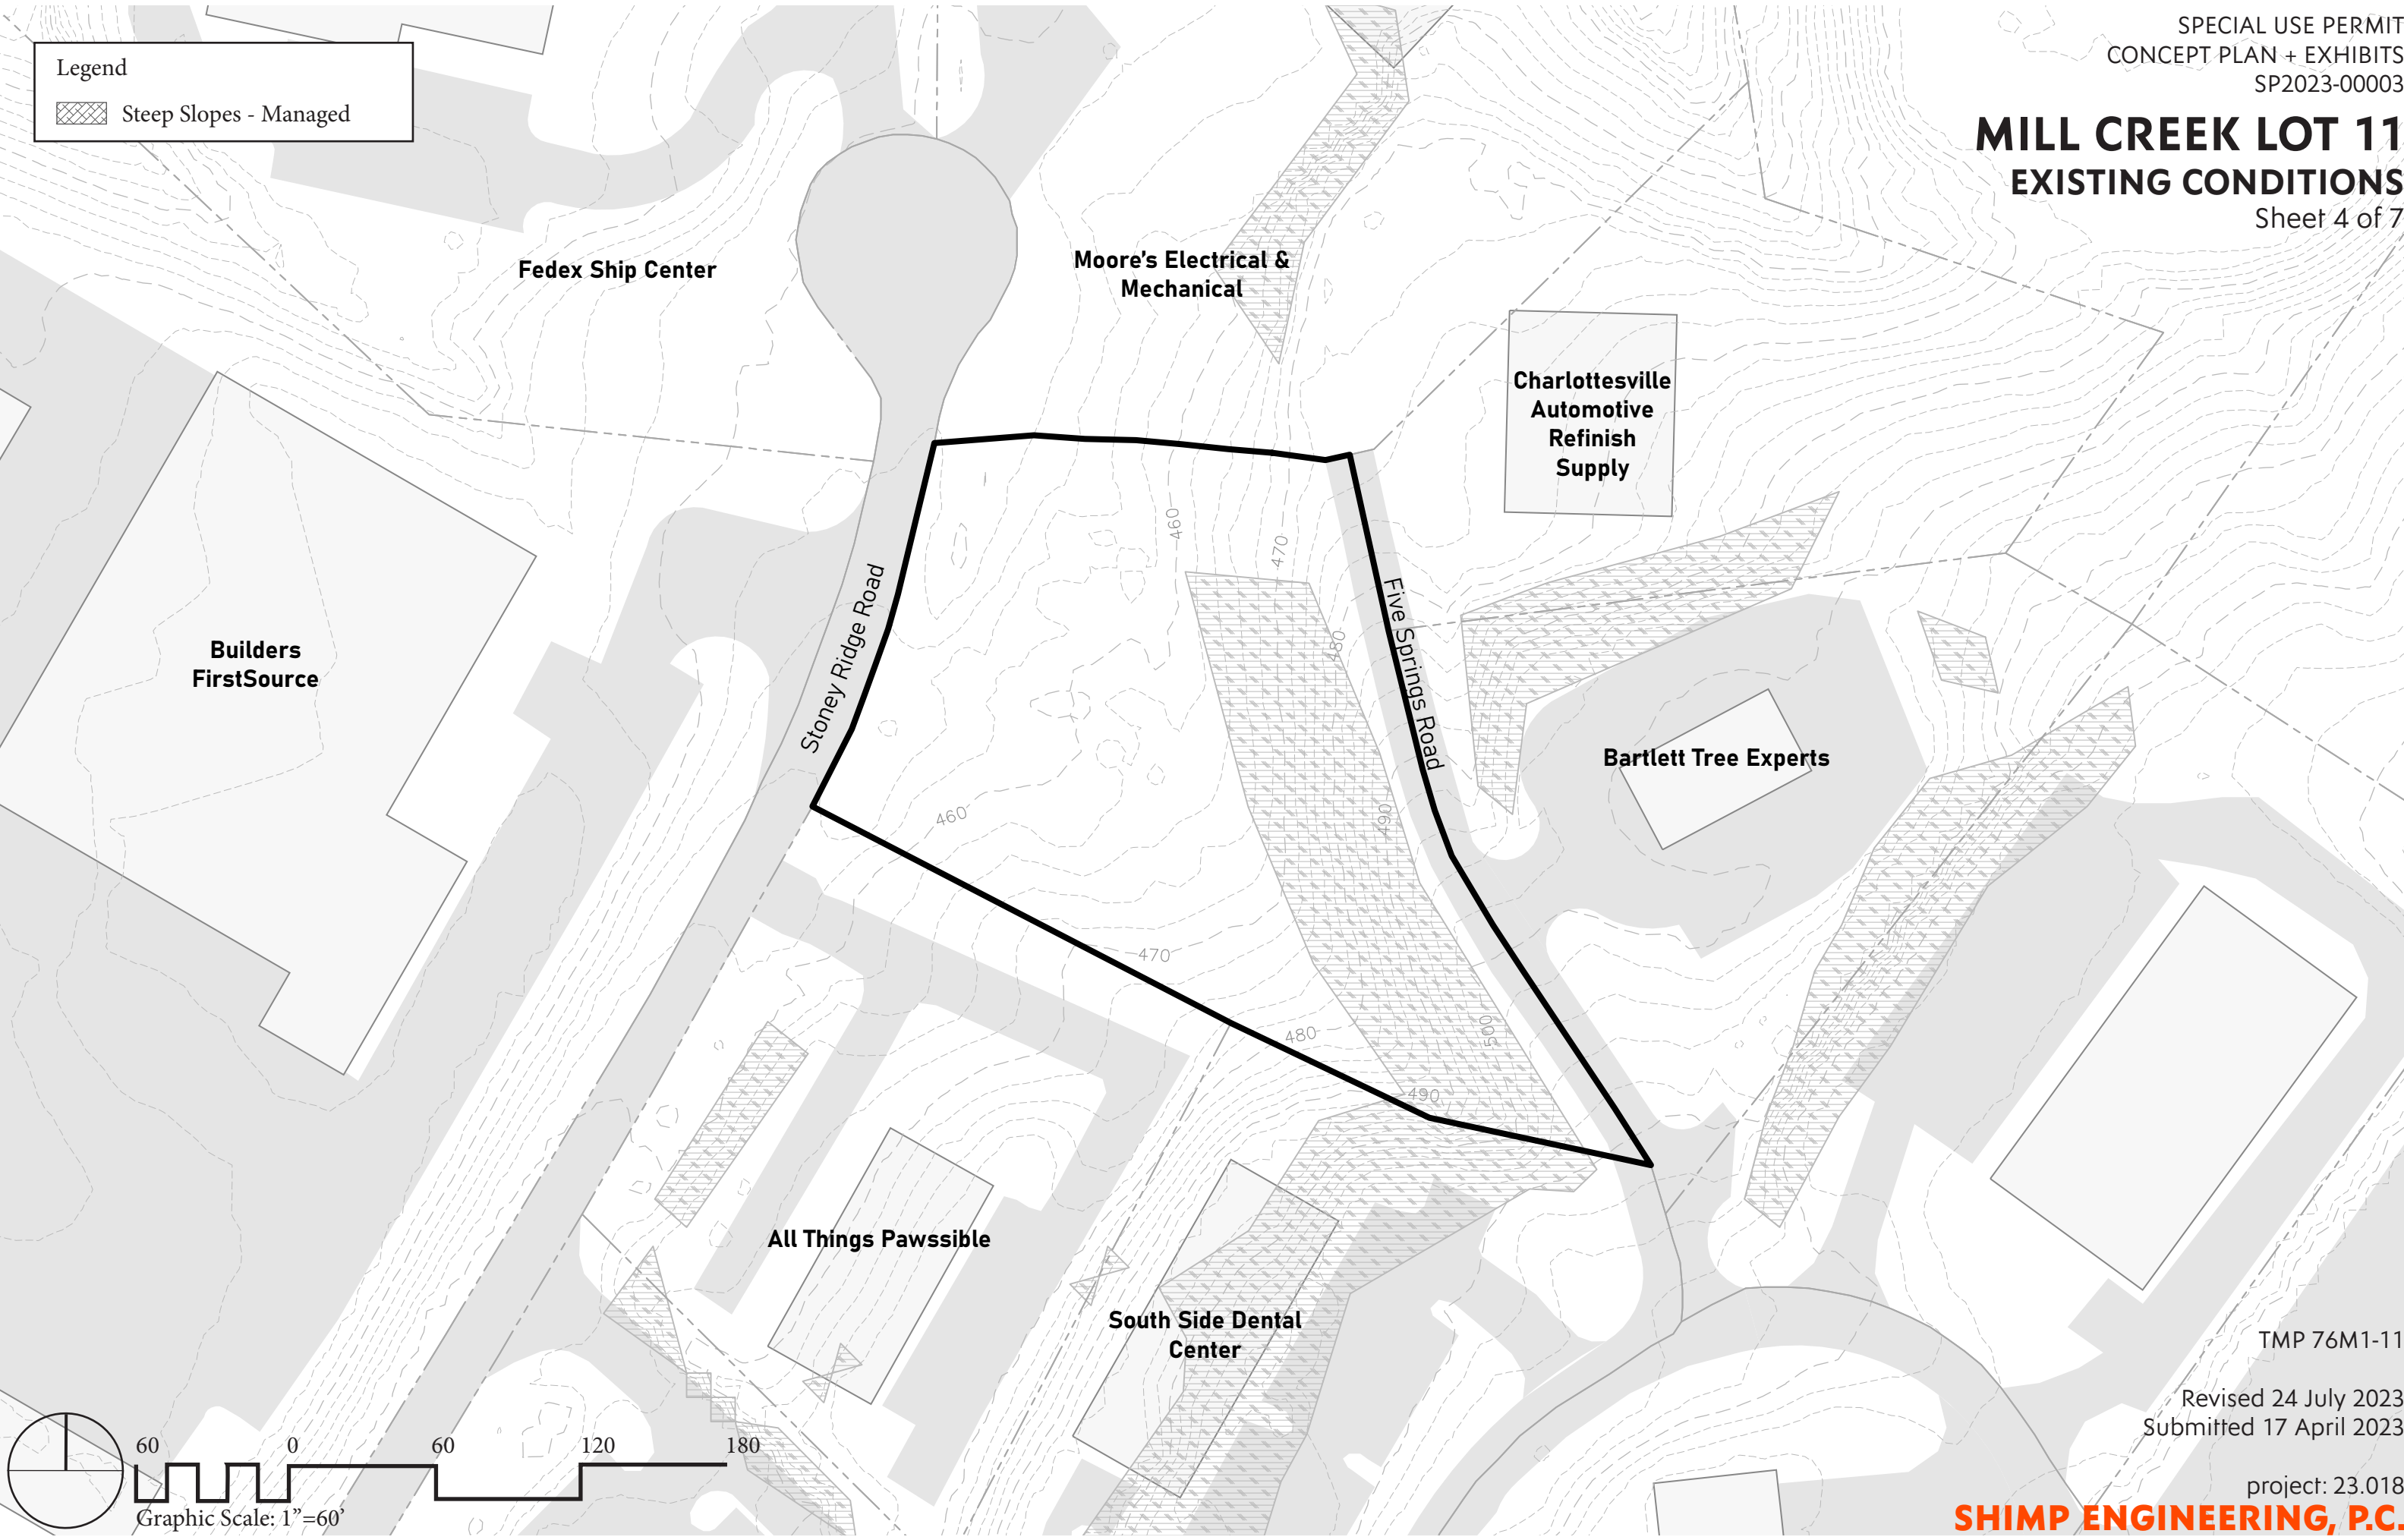 Legend
Steep Slopes - Managed
SPECIAL USE PERMIT
CONCEPT PLAN + EXHIBITS
SP2023-00003
MILL CREEK LOT 11
EXISTING CONDITIONS
Sheet 4 of 7
Fedex Ship Center
Moore's Electrical &
Mechanical
Charlottesville
Automotive
Refinish
Supply
460
470
Stoney Ridge Road
Five Springs Road
480
Builders
FirstSource
Bartlett Tree Experts
460
490
470
480
500
490
All Things Pawssible
South Side Dental
Center
TMP 76M1-11
Revised 24 July 2023
Submitted 17 April 2023
project: 23.018
SHIMP ENGINEERING, P.C.
60 0 60 120 180
Graphic Scale: 1"=60'